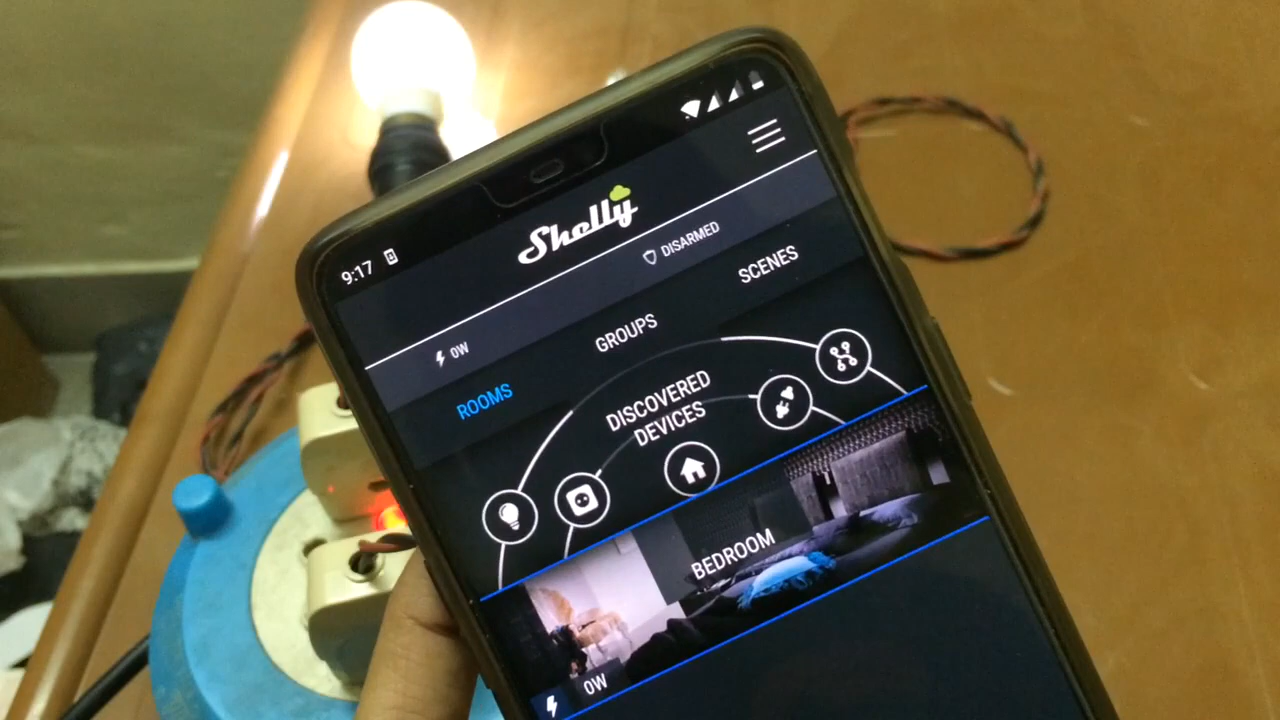 9:17
Shelly
DISARMED
0W
ROOMS
GROUPS
SCENES
DISCOVERED
DEVICES
BEDROOM
0W